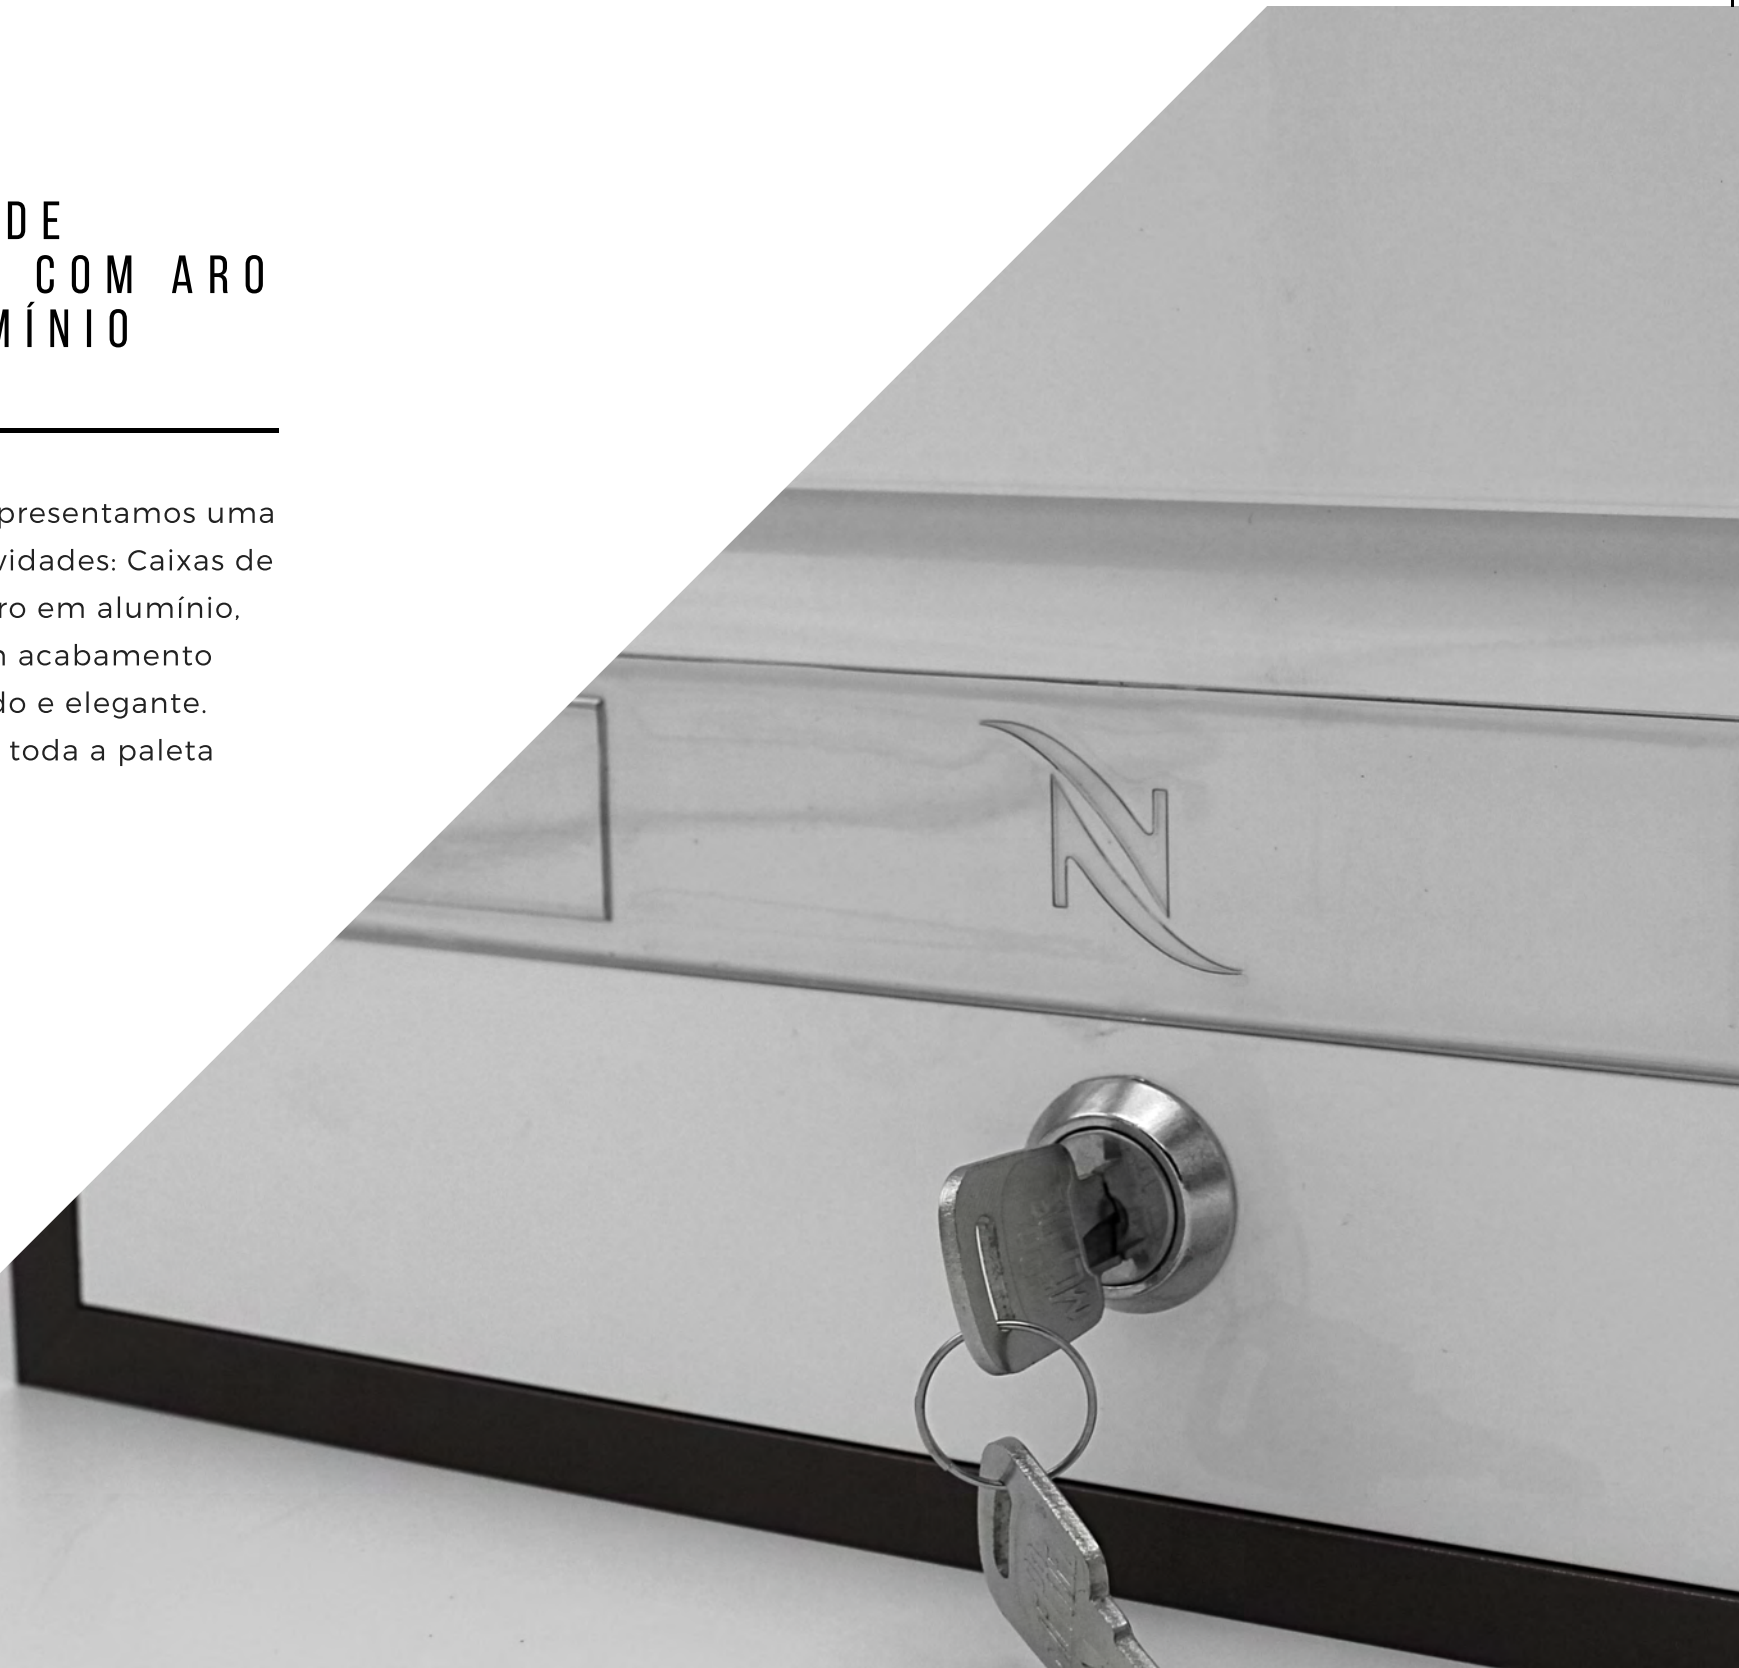 DE
COM ARO
MÍNIO
presentamos uma
vidades: Caixas de
ro em alumínio,
acabamento
do e elegante.
toda a paleta
N